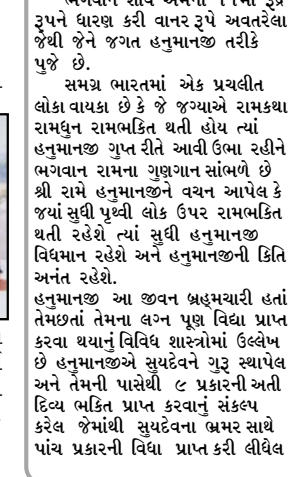 રૂપને ધારણ કરી વાનર રૂપે અવતરેલા
જેથી જેને જગત હનુમાનજી તરીકે
પુજે છે.
સમગ્ર ભારતમાં એક પ્રચલીત
લોકા વાયકા છે કે જે જગ્યાએ રામકથા
રામધુન રામભકિત થતી હોય ત્યાં
હનુમાનજી ગુપ્ત રીતે આવી ઉભા રહીને
ભગવાન રામના ગુણગાન સાંભળે છે
શ્રી રામે હનુમાનજીને વચન આપેલ કે
જયાં સુધી પૃથ્વી લોક ઉપર રામભકિત
થતી રહેશે ત્યાં સુધી હનુમાનજી
વિધમાન રહેશે અને હનુમાનજીની કિતિ
અનંત રહેશે.
હનુમાનજી આ જીવન બ્રહ્મચારી હતાં
તેમછતાં તેમના લગ્ન પૂણ વિદ્યા પ્રાપ્ત
કરવા થયાનું વિવિધ શાસ્ત્રોમાં ઉલ્લેખ
છે હનુમાનજીએ સુયદેવને ગુરૂ સ્થાપેલ
અને તેમની પાસેથી ૯ પ્રકારની અતી
દિવ્ય ભકિત પ્રાપ્ત કરવાનું સંકલ્પ
કરેલ જેમાંથી સુયદેવના ભ્રમર સાથે
પાંચ પ્રકારની વિધા પ્રાપ્ત કરી લીધેલ